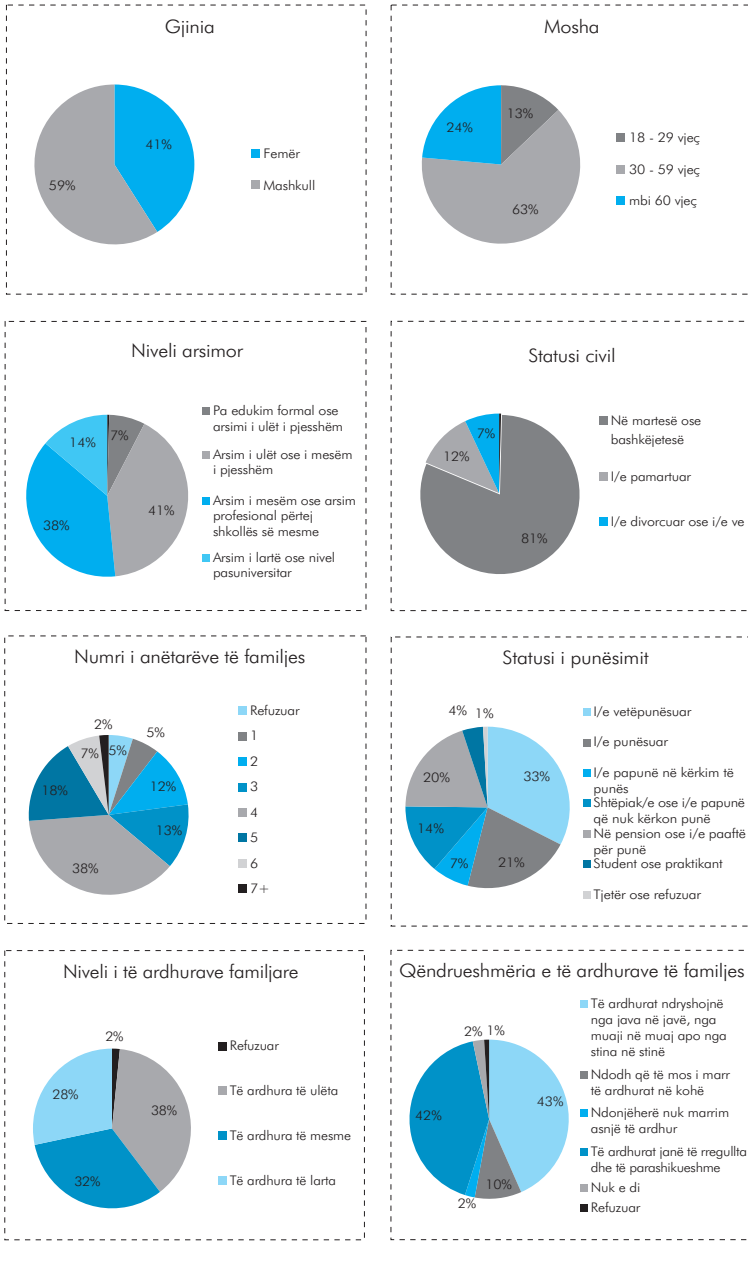 Gjinia
41%
59%
Femër
Mashkull
Mosha
13%
24%
63%
18 - 29 vjeç
30 - 59 vjeç
mbi 60 vjeç
Niveli arsimor
7%
14%
41%
38%
Pa edukim formal ose
arsimi i ulët i pjesshëm
Arsim i ulët ose i mesëm
i pjesshëm
Arsim i mesëm ose arsim
profesional përtej
shkollës së mesme
Arsim i lartë ose nivel
pasuniversitar
Statusi civil
7%
12%
81%
Në martesë ose
bashkëjetesë
I/e pamartuar
I/e divorcuar ose i/e ve
Numri i anëtarëve të familjes
2%
5%
7%
5%
12%
18%
13%
38%
Refuzuar
1
2
3
4
5
6
7+
Statusi i punësimit
4%
1%
33%
20%
14%
7%
21%
I/e vetëpunësuar
I/e punësuar
I/e papunë në kërkim të
punës
Shtëpiak/e ose i/e papunë
që nuk kërkon punë
Në pension ose i/e paaftë
për punë
Student ose praktikant
Tjetër ose refuzuar
Niveli i të ardhurave familjare
2%
28%
38%
32%
Refuzuar
Të ardhura të ulëta
Të ardhura të mesme
Të ardhura të larta
Qëndrueshmëria e të ardhurave të familjes
2%
1%
43%
42%
10%
2%
Të ardhurat ndryshojnë
nga java në javë, nga
muaji në muaj apo nga
stina në stinë
Ndodh që të mos i marr
të ardhurat në kohë
Ndonjëherë nuk marrim
asnjë të ardhur
Të ardhurat janë të rregullta
dhe të parashikueshme
Nuk e di
Refuzuar